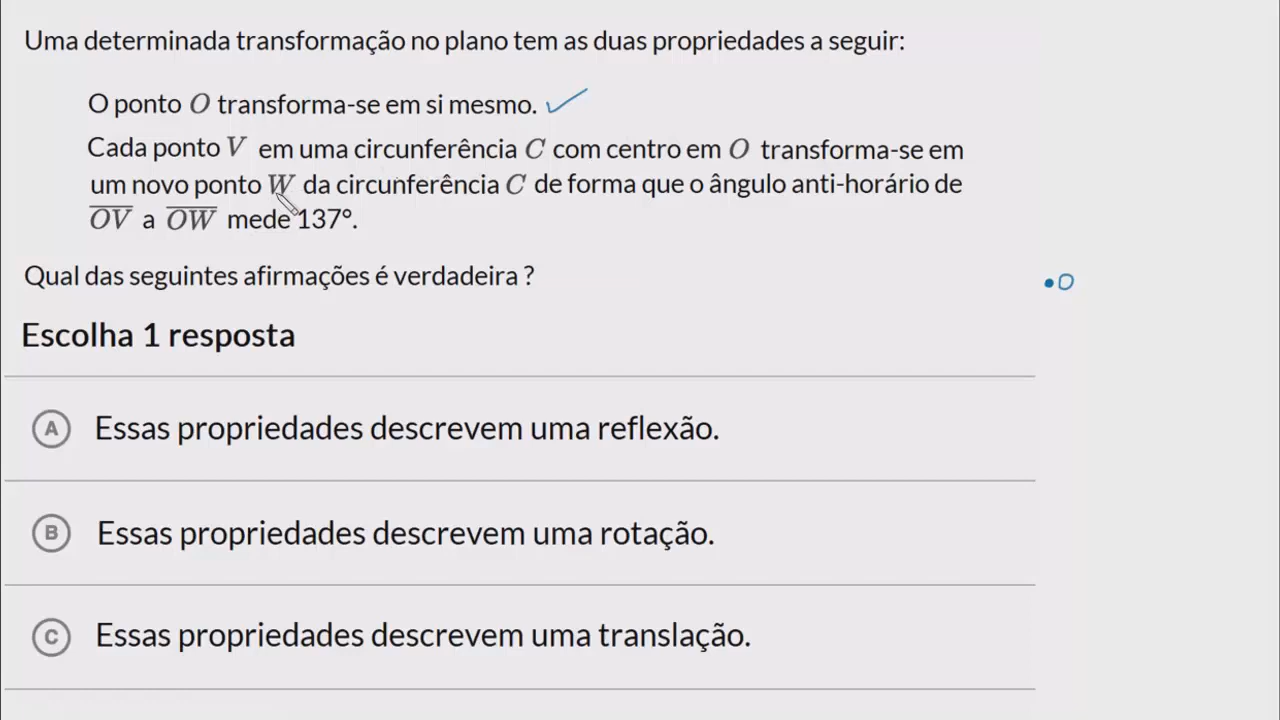 Uma determinada transformação no plano tem as duas propriedades a seguir:
O ponto O transforma-se em si mesmo.
Cada ponto V em uma circunferência C com centro em O transforma-se em
um novo ponto W da circunferência C de forma que o ângulo anti-horário de
OV a OW mede 137°.
Qual das seguintes afirmações é verdadeira ?
O
Escolha 1 resposta
A Essas propriedades descrevem uma reflexão.
B Essas propriedades descrevem uma rotação.
C Essas propriedades descrevem uma translação.